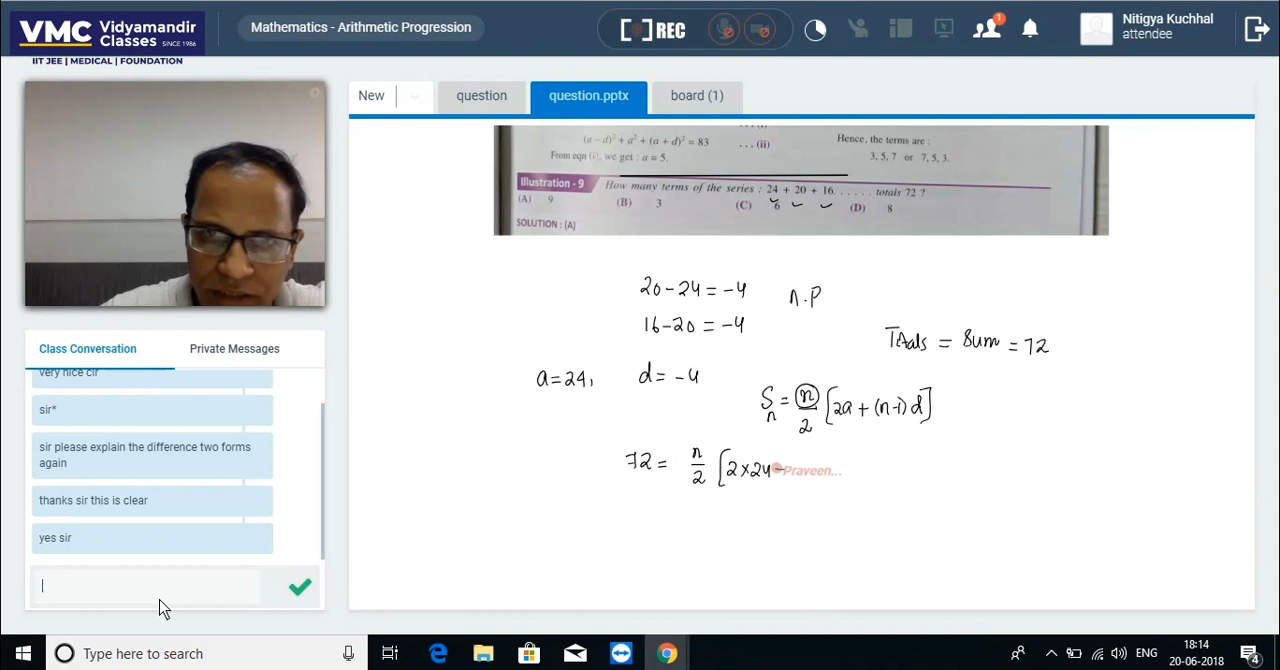 VMC Vidyamandir Classes SINCE 1986
IIT JEE | MEDICAL | FOUNDATION
Mathematics - Arithmetic Progression
[ ] REC
1
Nitigya Kuchhal
attendee
New
question
question.pptx
board (1)
(a – d)² + a² + (a + d)² = 83 . . . (ii)
From eqn (i), we get : a = 5.
Hence, the terms are :
3, 5, 7 or 7, 5, 3.
Illustration - 9 How many terms of the series : 24 + 20 + 16. . . . . . totals 72 ?
(A) 9 (B) 3 (C) 6 (D) 8
SOLUTION : (A)
20 - 24 = -4
16 - 20 = -4
A.P
Totals = Sum = 72
a = 24, d = -4
Sn = n/2 [2a + (n-1) d]
72 = n/2 [2×24
Praveen...
Class Conversation
Private Messages
very nice cir
sir*
sir please explain the difference two forms
again
thanks sir this is clear
yes sir
Type here to search
ENG
18:14
20-06-2018
4